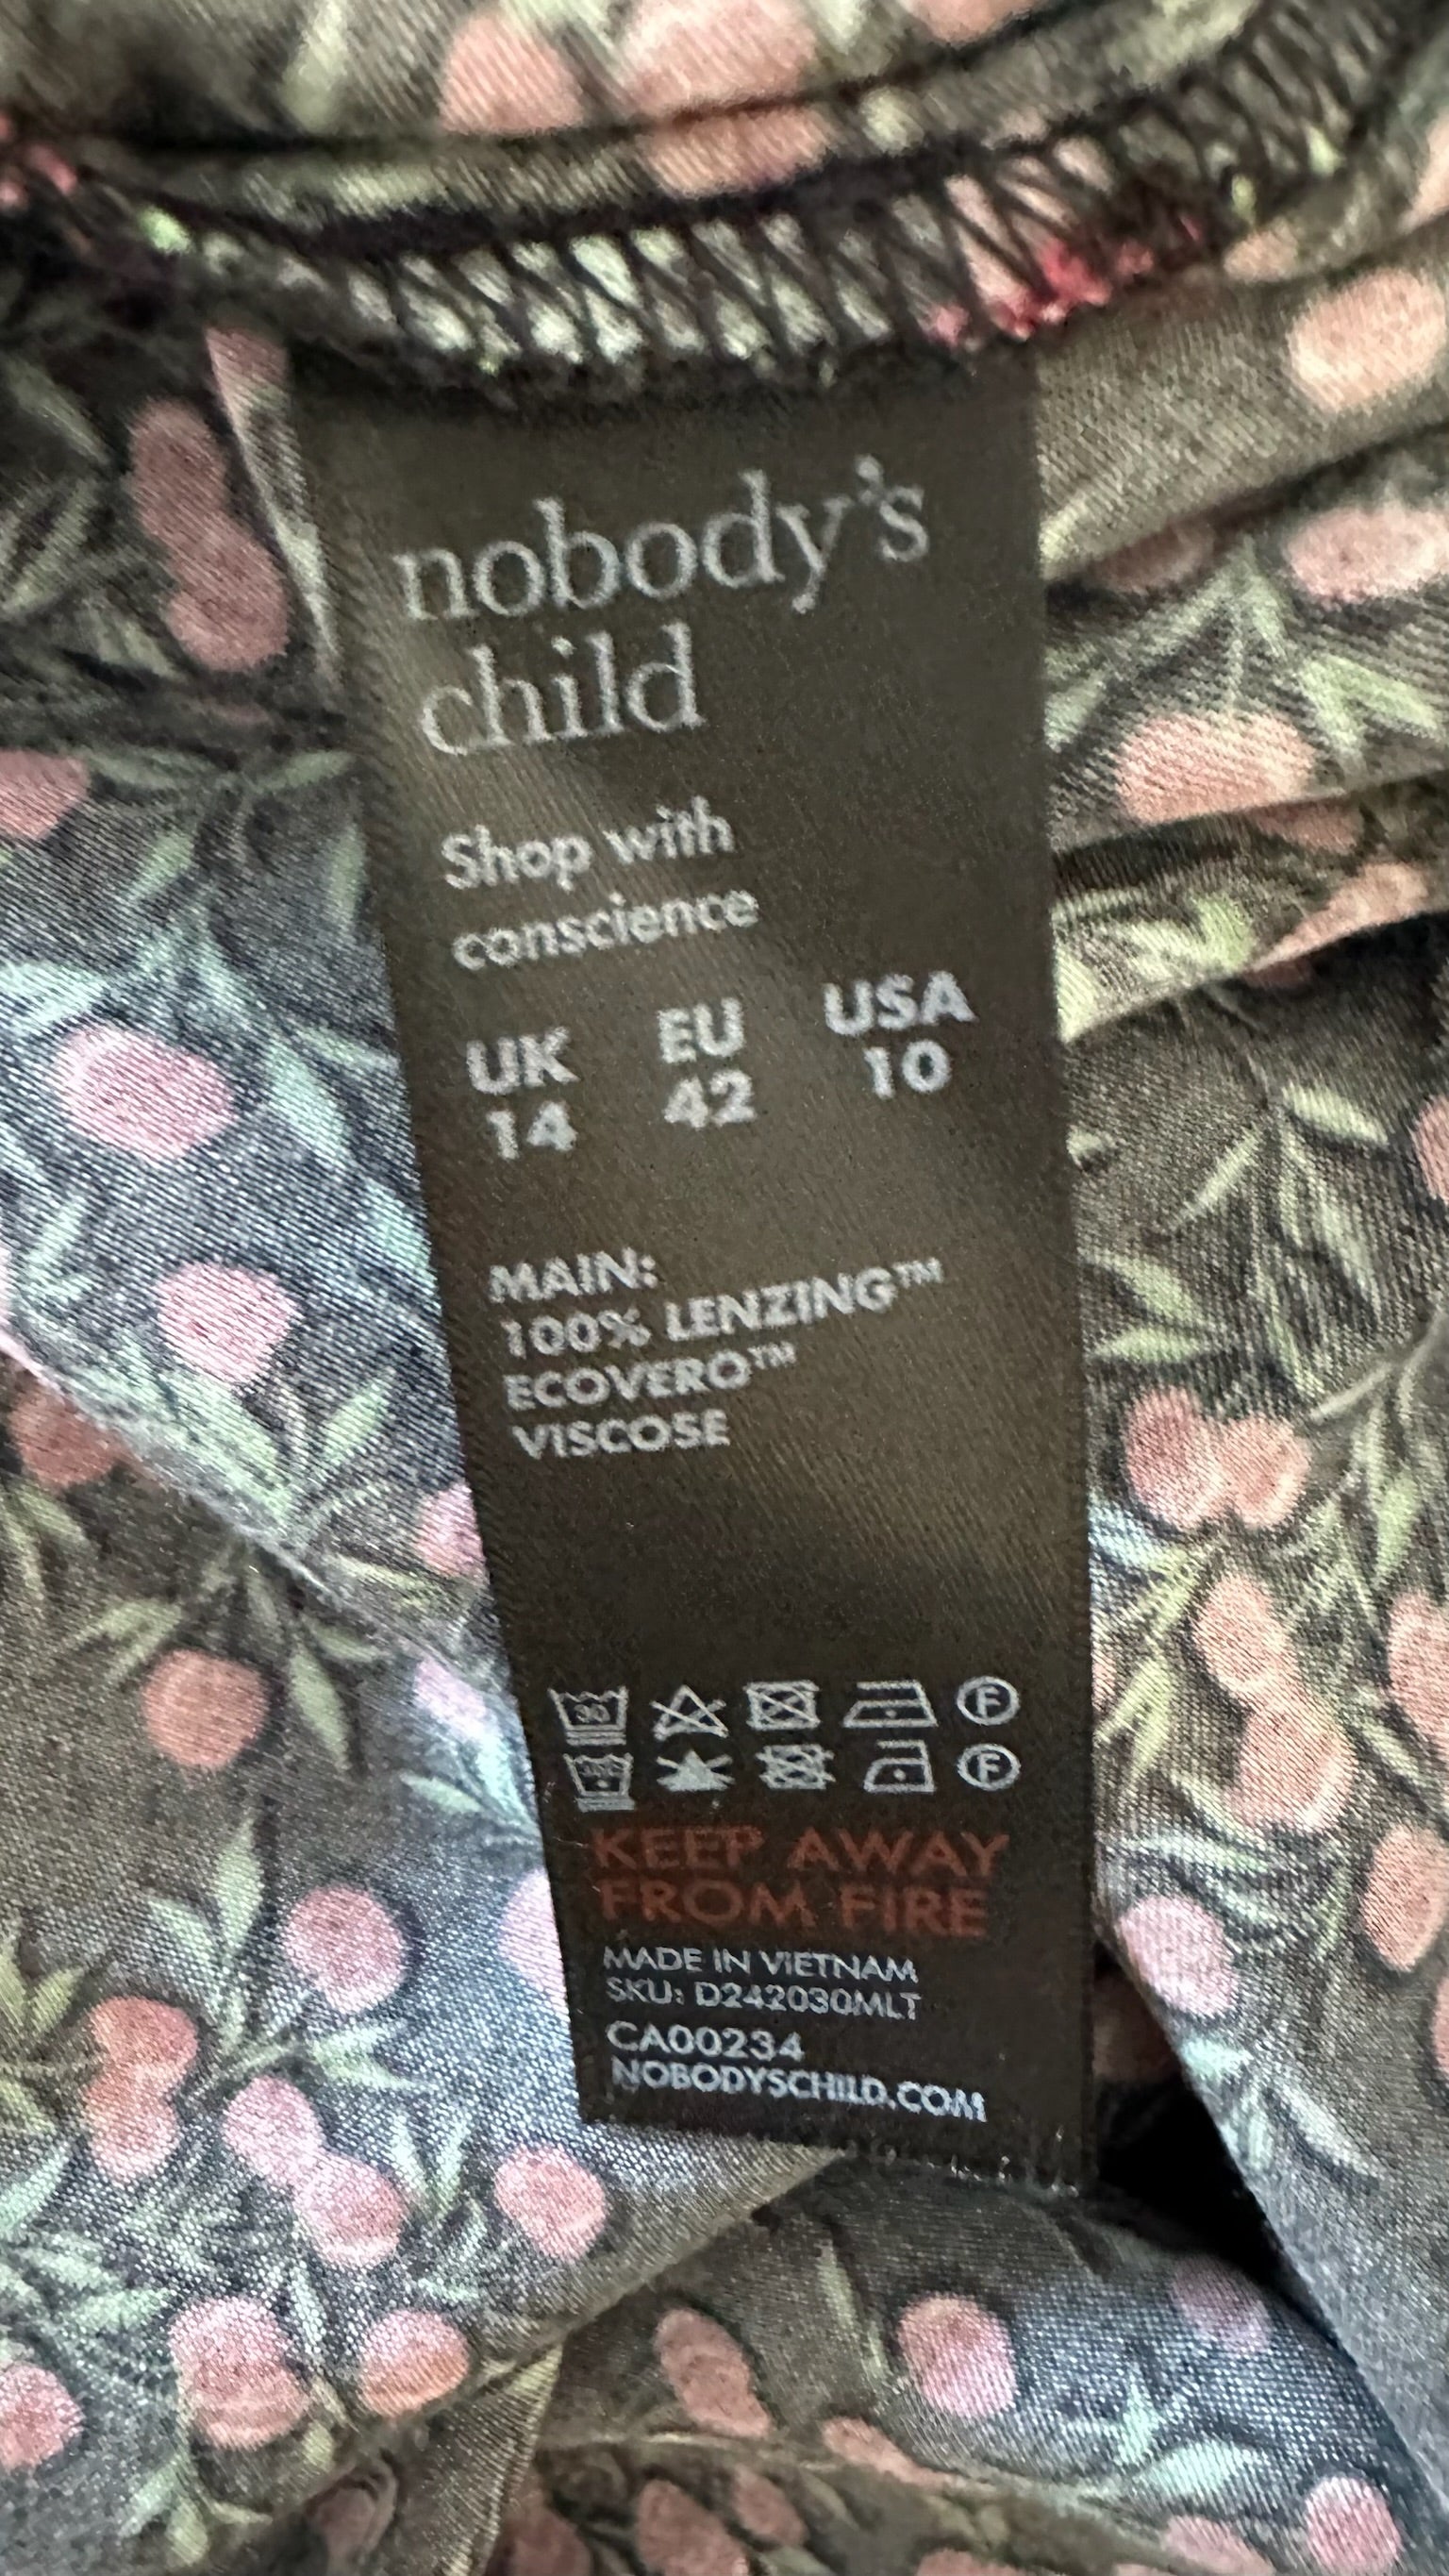 nobody's
child
Shop with
conscience
UK EU USA
14 42 10
MAIN:
100% LENZING™
ECOVERO™
VISCOSE
30 F
F
KEEP AWAY
FROM FIRE
MADE IN VIETNAM
SKU: D242030MLT
CA00234
NOBODYSCHILD.COM